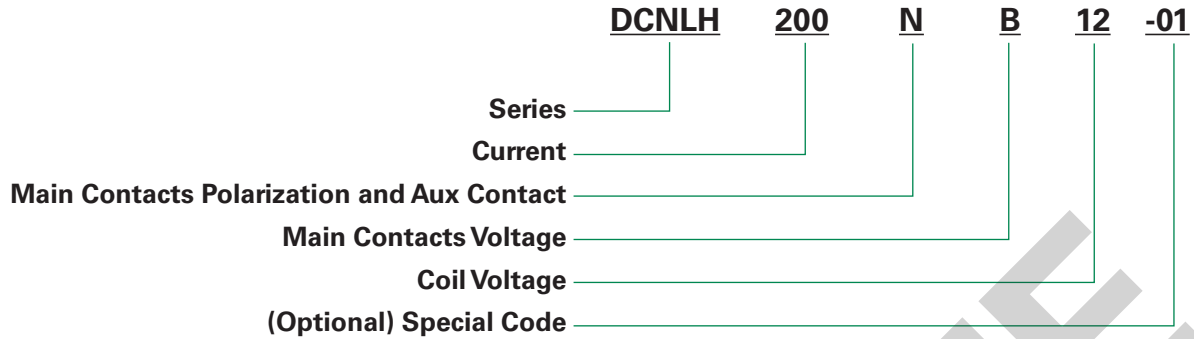 DCNLH 200 N B 12 -01
Series
Current
Main Contacts Polarization and Aux Contact
Main Contacts Voltage
Coil Voltage
(Optional) Special Code